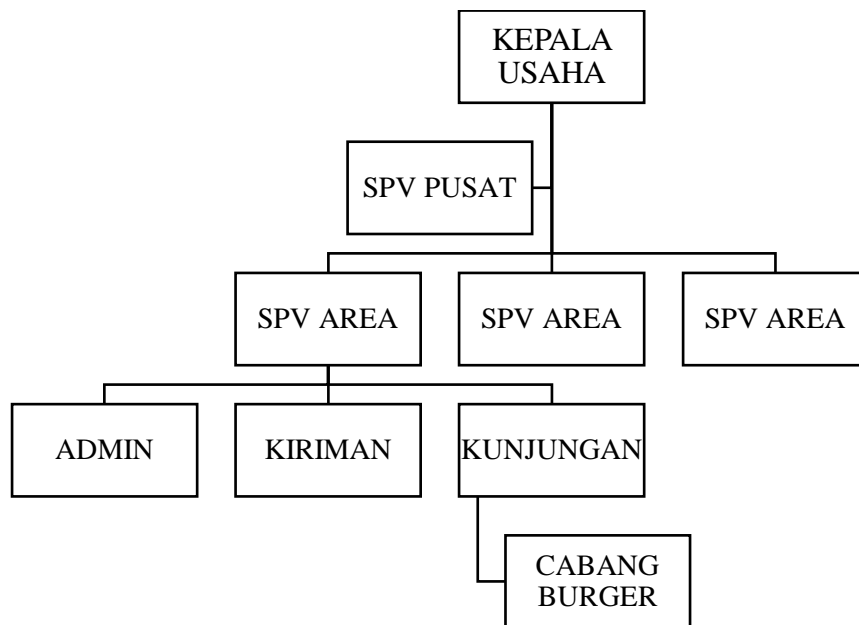 KEPALA
USAHA
SPV PUSAT
SPV AREA
SPV AREA
SPV AREA
ADMIN
KIRIMAN
KUNJUNGAN
CABANG
BURGER